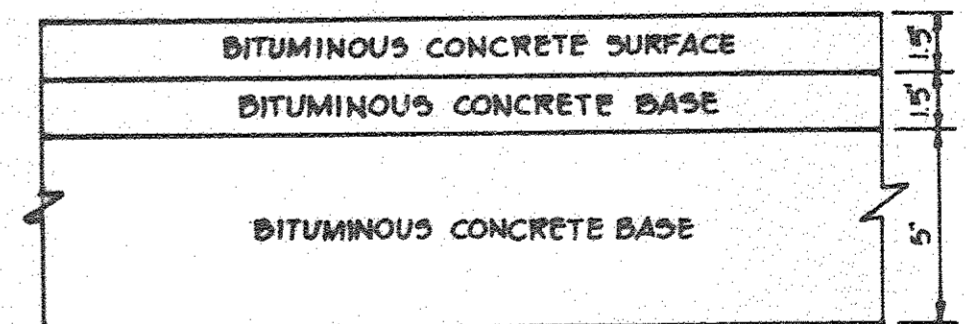 BITUMINOUS CONCRETE SURFACE
1.5"
BITUMINOUS CONCRETE BASE
1.5"
BITUMINOUS CONCRETE BASE
5"